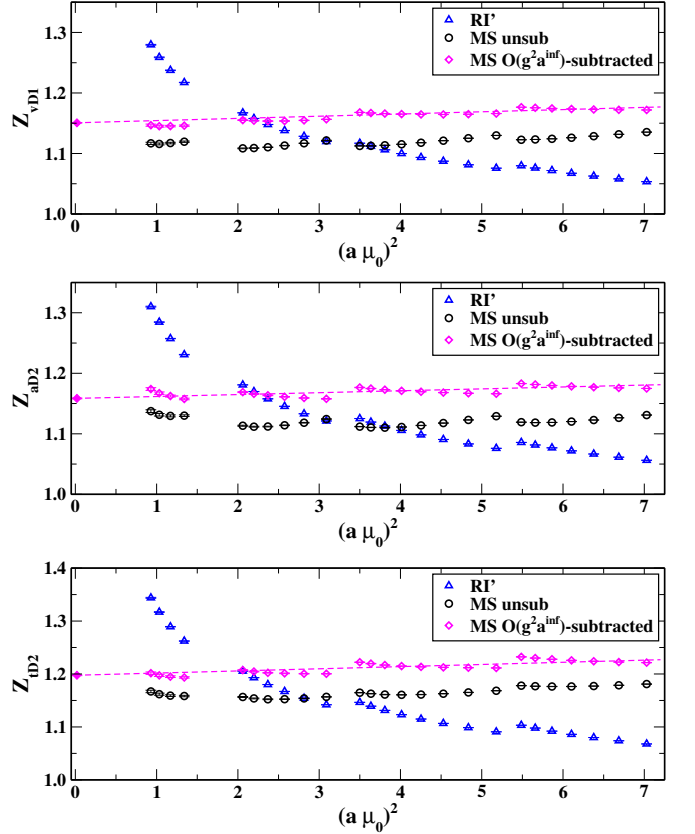 1.3
1.2
1.1
1.0
Z_vD1
RI'
MS unsub
MS O(g²a^inf)-subtracted
0 1 2 3 4 5 6 7
(a μ₀)²
1.3
1.2
1.1
1.0
Z_aD2
RI'
MS unsub
MS O(g²a^inf)-subtracted
0 1 2 3 4 5 6 7
(a μ₀)²
1.4
1.3
1.2
1.1
1.0
Z_tD2
RI'
MS unsub
MS O(g²a^inf)-subtracted
0 1 2 3 4 5 6 7
(a μ₀)²